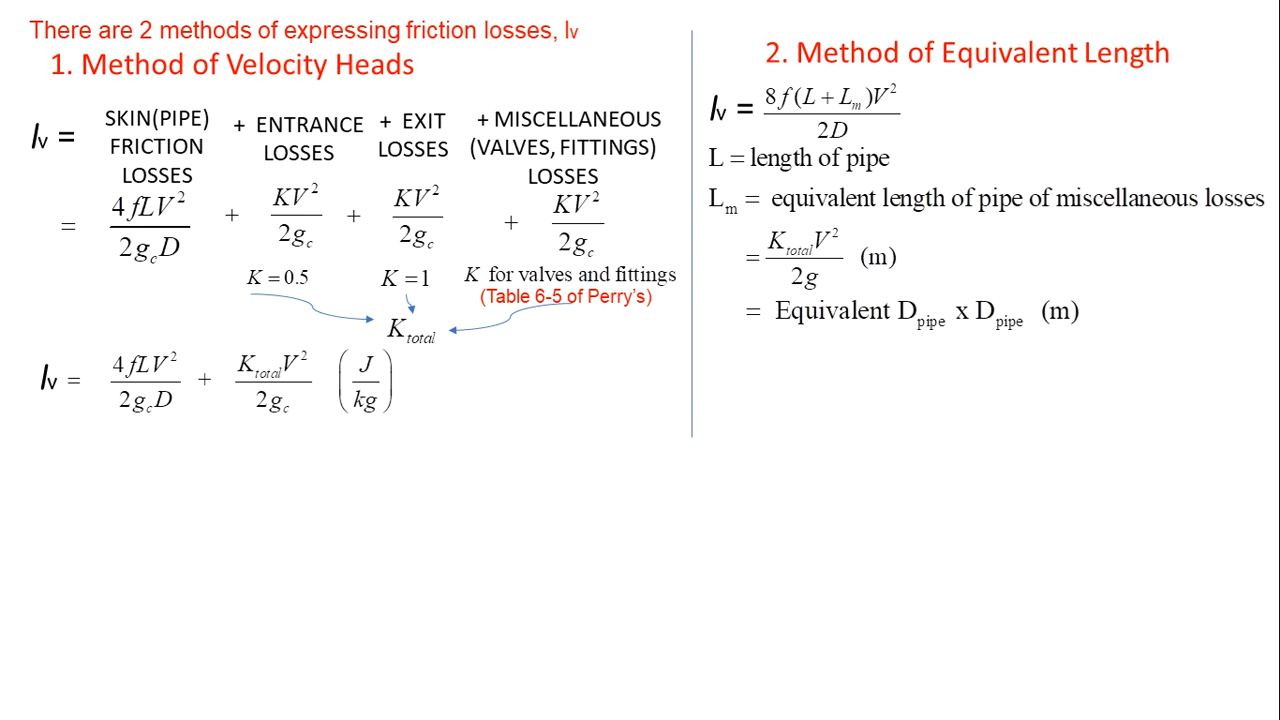 There are 2 methods of expressing friction losses, lv
1. Method of Velocity Heads
lv = SKIN(PIPE) FRICTION LOSSES + ENTRANCE LOSSES + EXIT LOSSES + MISCELLANEOUS (VALVES, FITTINGS) LOSSES
= 4fLV²/2g_cD + KV²/2g_c + KV²/2g_c + KV²/2g_c
K = 0.5 K = 1 K for valves and fittings
(Table 6-5 of Perry's)
K_total
lv = 4fLV²/2g_cD + K_totalV²/2g_c (J/kg)
2. Method of Equivalent Length
lv = 8f(L + L_m)V²/2D
L = length of pipe
L_m = equivalent length of pipe of miscellaneous losses
= K_totalV²/2g (m)
= Equivalent D_pipe x D_pipe (m)